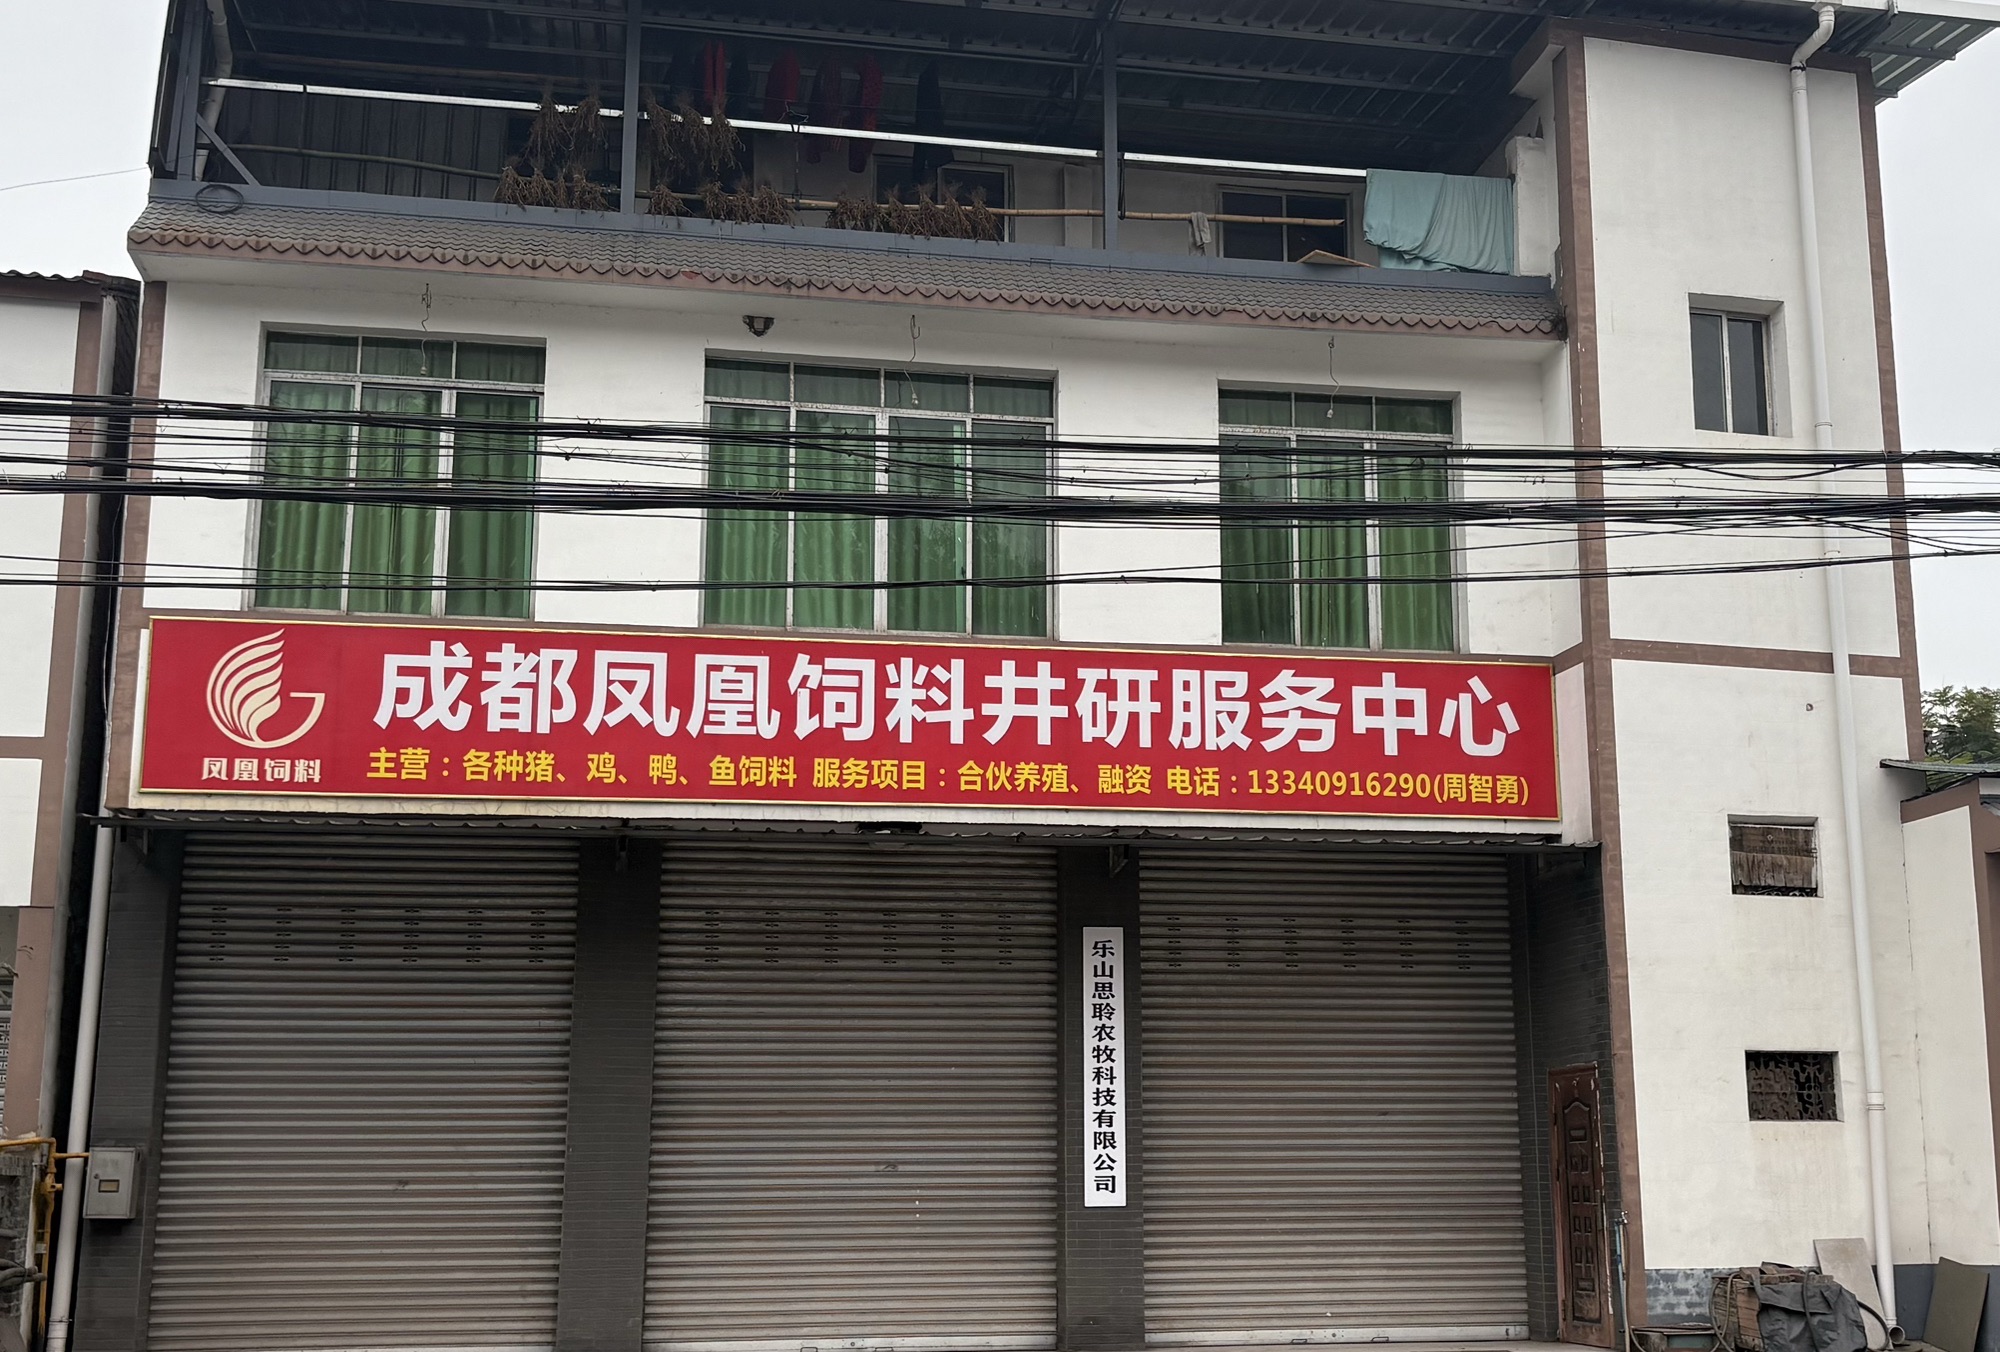 成都凤凰饲料井研服务中心
凤凰饲料
主营：各种猪、鸡、鸭、鱼饲料 服务项目：合伙养殖、融资 电话：13340916290(周智勇)
乐山思聆农牧科技有限公司